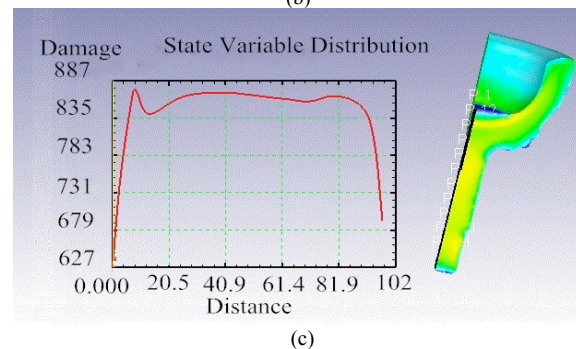 (b)
Damage State Variable Distribution
887
835
783
731
679
627
0.000 20.5 40.9 61.4 81.9 102
Distance
(c)